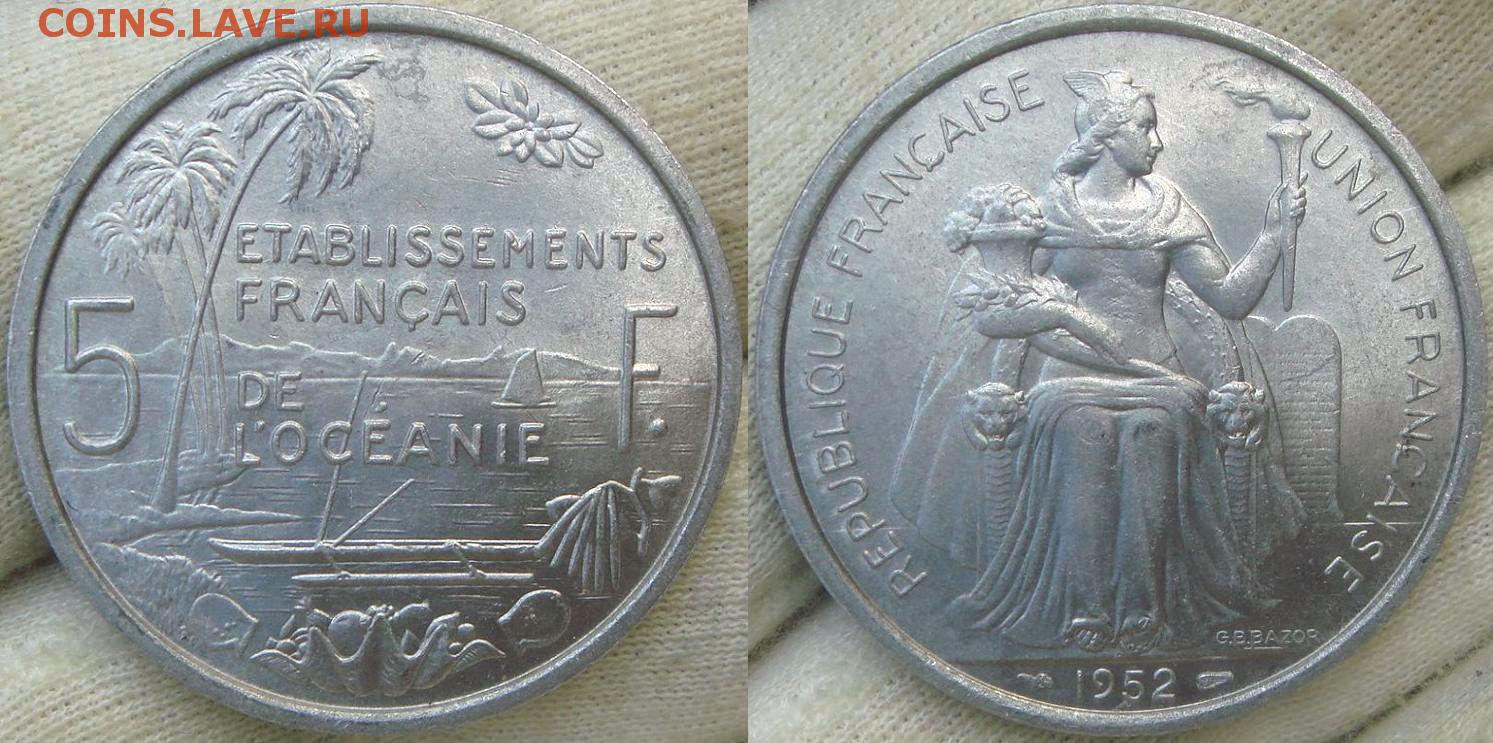 COINS.LAVE.RU
ETABLISSEMENTS
FRANÇAIS
5 F.
DE
L'OCÉANIE
REPUBLIQUE FRANÇAISE
UNION FRANÇAISE
G.B.BAZOR
1952